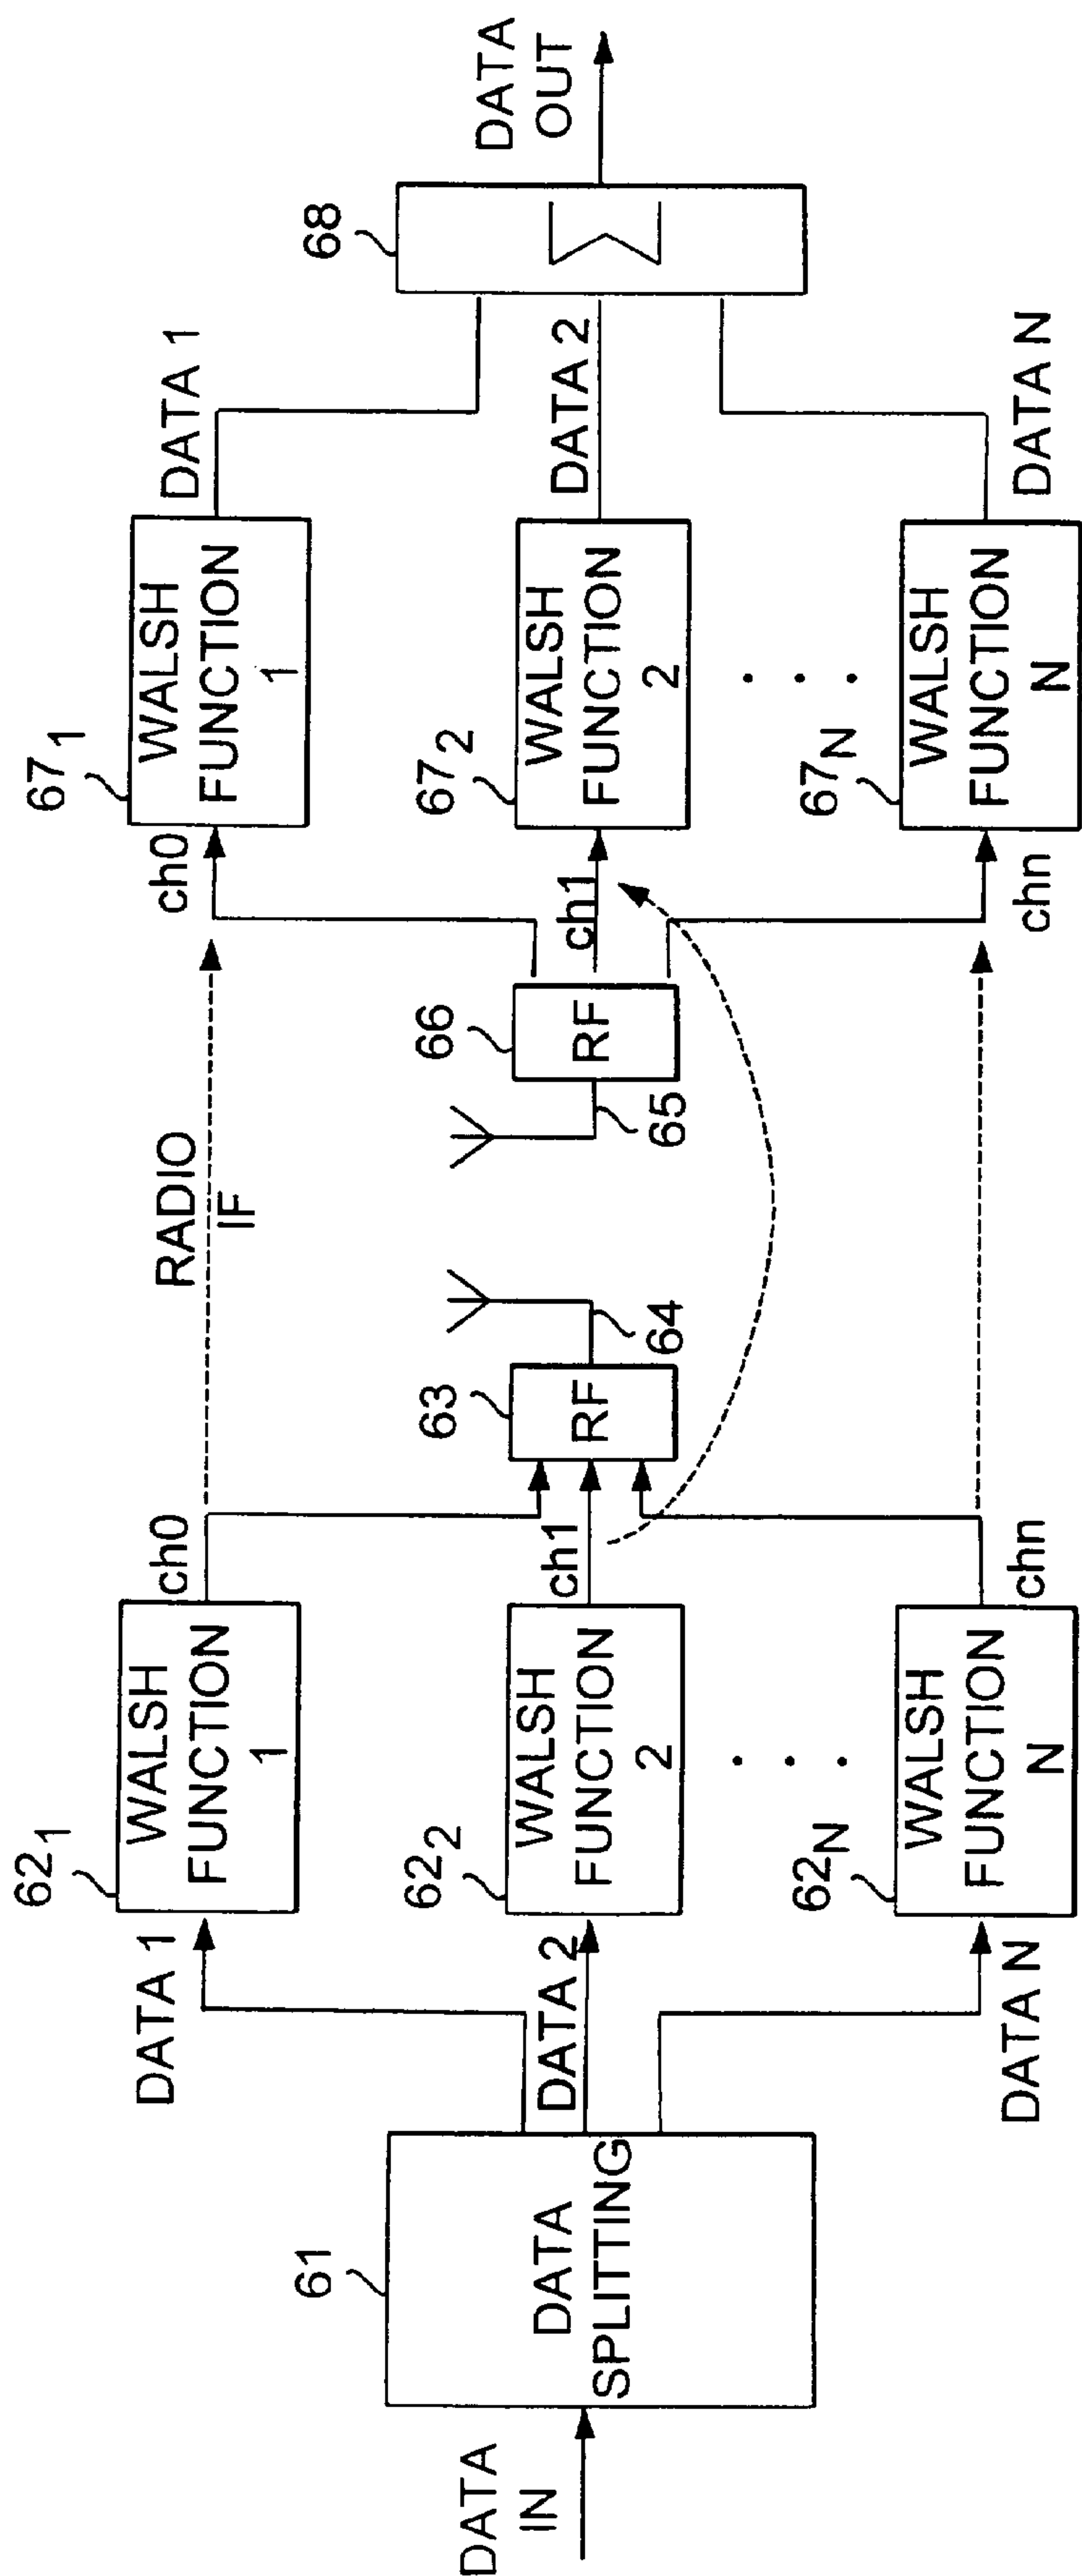 DATA
IN
61
DATA
SPLITTING
DATA 1
DATA 2
DATA N
62₁
WALSH
FUNCTION
1
62₂
WALSH
FUNCTION
2
62N
WALSH
FUNCTION
N
ch0
ch1
chn
63
RF
64
RADIO
IF
65
66
RF
ch0
ch1
chn
67₁
WALSH
FUNCTION
1
67₂
WALSH
FUNCTION
2
67N
WALSH
FUNCTION
N
DATA 1
DATA 2
DATA N
68
Σ
DATA
OUT